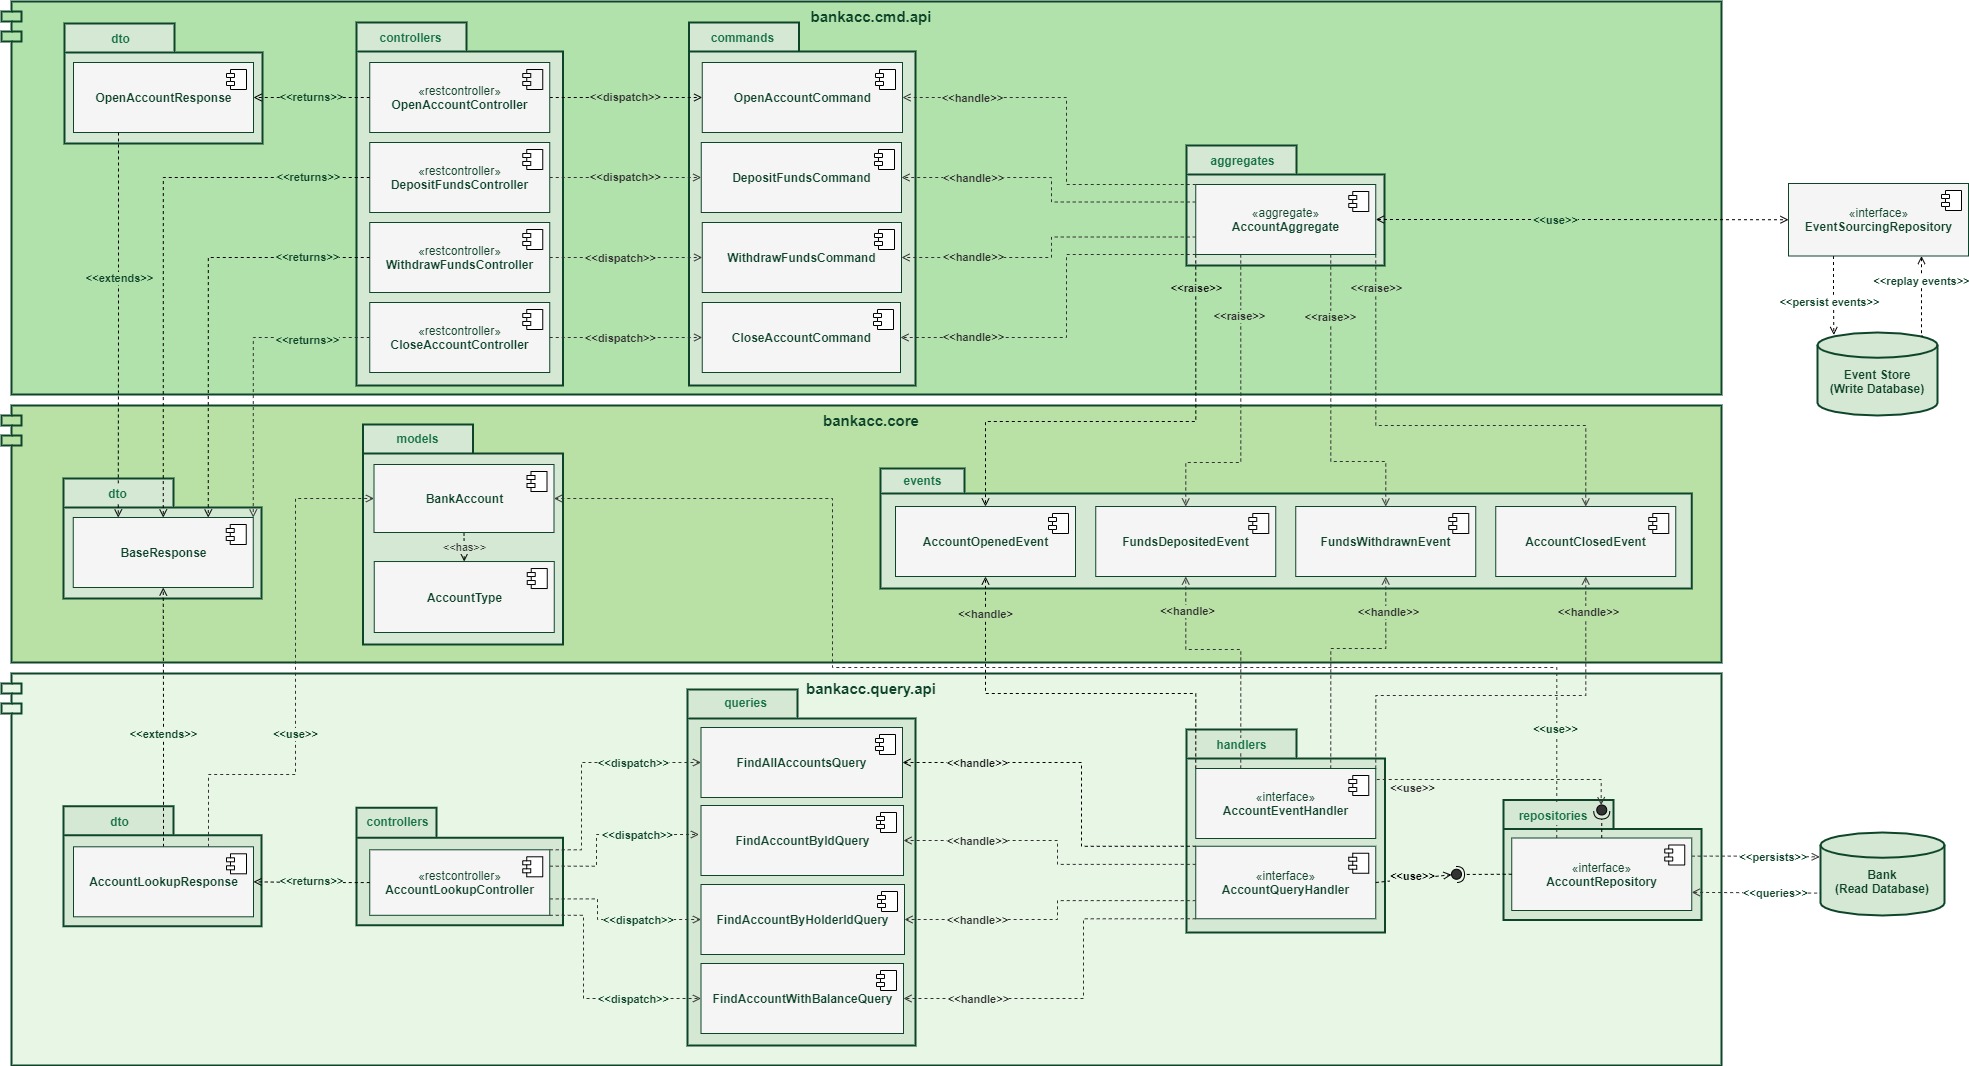 bankacc.cmd.api
dto
OpenAccountResponse
<<returns>>
<<extends>>
controllers
«restcontroller»
OpenAccountController
<<dispatch>>
<<returns>>
«restcontroller»
DepositFundsController
<<dispatch>>
<<returns>>
«restcontroller»
WithdrawFundsController
<<dispatch>>
<<returns>>
«restcontroller»
CloseAccountController
<<dispatch>>
commands
OpenAccountCommand
<<handle>>
DepositFundsCommand
<<handle>>
WithdrawFundsCommand
<<handle>>
CloseAccountCommand
<<handle>>
aggregates
«aggregate»
AccountAggregate
<<use>>
<<raise>>
<<raise>>
<<raise>>
<<raise>>
«interface»
EventSourcingRepository
<<persist events>>
<<replay events>>
Event Store
(Write Database)
bankacc.core
dto
BaseResponse
models
BankAccount
<<has>>
AccountType
events
AccountOpenedEvent
FundsDepositedEvent
FundsWithdrawnEvent
AccountClosedEvent
<<handle>
<<handle>
<<handle>>
<<handle>>
bankacc.query.api
<<extends>>
<<use>>
dto
AccountLookupResponse
<<returns>>
controllers
«restcontroller»
AccountLookupController
<<dispatch>>
<<dispatch>>
<<dispatch>>
<<dispatch>>
queries
FindAllAccountsQuery
<<handle>>
FindAccountByIdQuery
<<handle>>
FindAccountByHolderIdQuery
<<handle>>
FindAccountWithBalanceQuery
<<handle>>
handlers
«interface»
AccountEventHandler
<<use>>
«interface»
AccountQueryHandler
<<use>>
<<use>>
repositories
«interface»
AccountRepository
<<persists>>
<<queries>>
Bank
(Read Database)